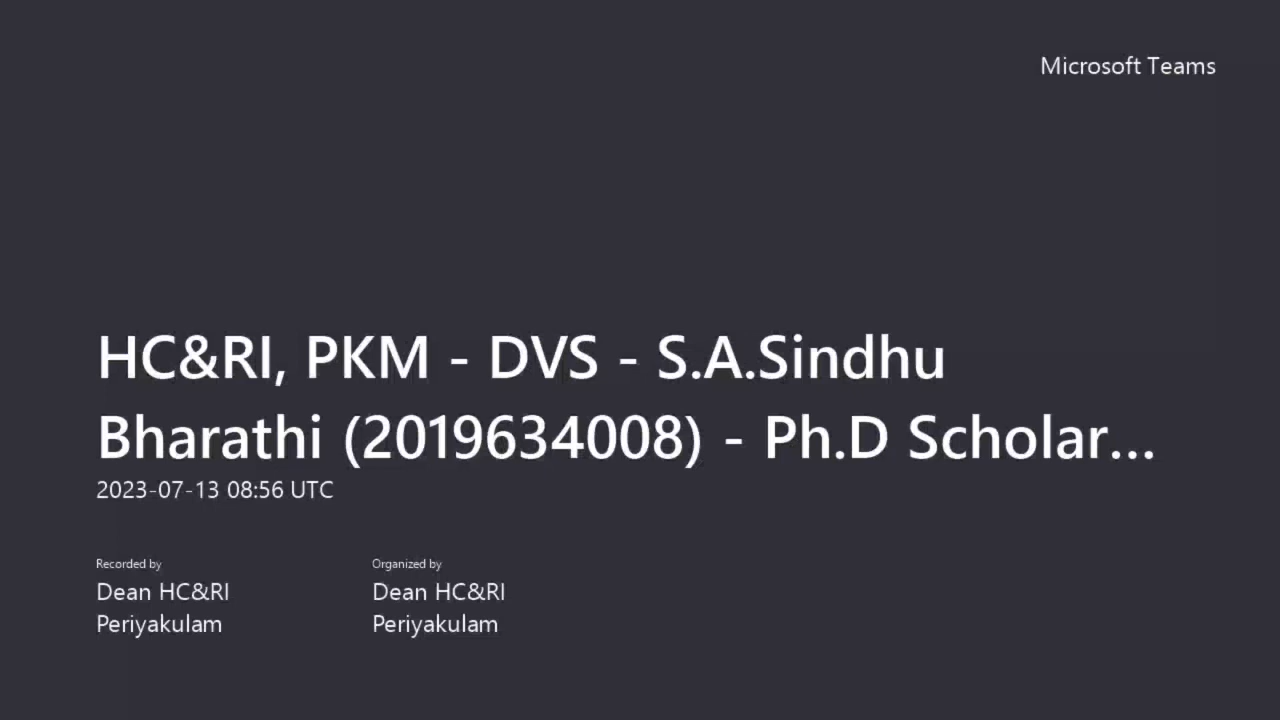 Microsoft Teams
HC&RI, PKM - DVS - S.A.Sindhu
Bharathi (2019634008) - Ph.D Scholar...
2023-07-13 08:56 UTC
Recorded by
Dean HC&RI
Periyakulam
Organized by
Dean HC&RI
Periyakulam